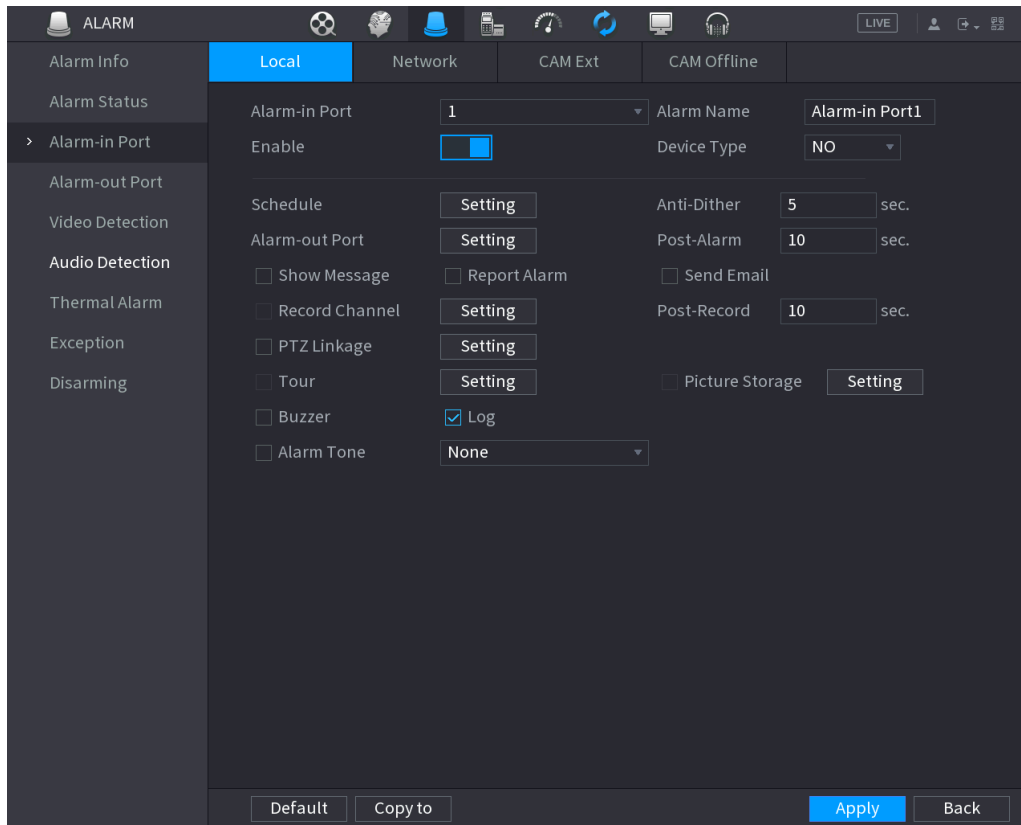 ALARM LIVE
Alarm Info
Alarm Status
Alarm-in Port
Alarm-out Port
Video Detection
Audio Detection
Thermal Alarm
Exception
Disarming
Local Network CAM Ext CAM Offline
Alarm-in Port 1 Alarm Name Alarm-in Port1
Enable Device Type NO
Schedule Setting Anti-Dither 5 sec.
Alarm-out Port Setting Post-Alarm 10 sec.
Show Message Report Alarm Send Email
Record Channel Setting Post-Record 10 sec.
PTZ Linkage Setting
Tour Setting Picture Storage Setting
Buzzer Log
Alarm Tone None
Default Copy to Apply Back